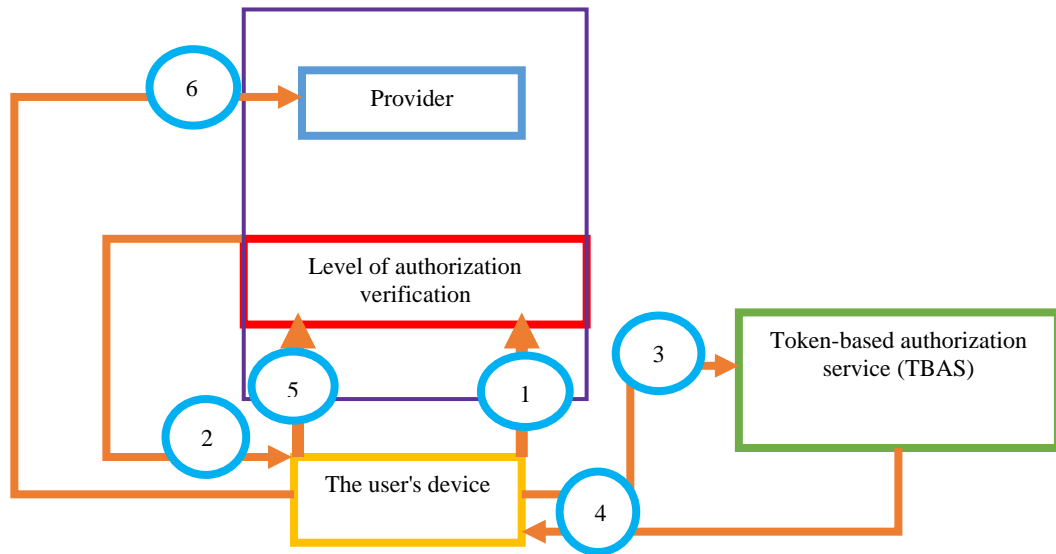 6
Provider
Level of authorization
verification
3
Token-based authorization
service (TBAS)
5
1
2
The user's device
4